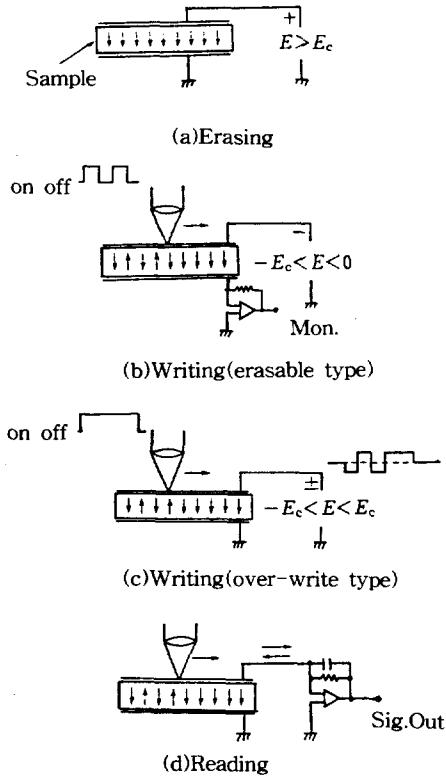 +
E > Ec
Sample
(a)Erasing
on off
−
−Ec < E < 0
Mon.
(b)Writing(erasable type)
on off
±
−Ec < E < Ec
(c)Writing(over-write type)
Sig.Out
(d)Reading